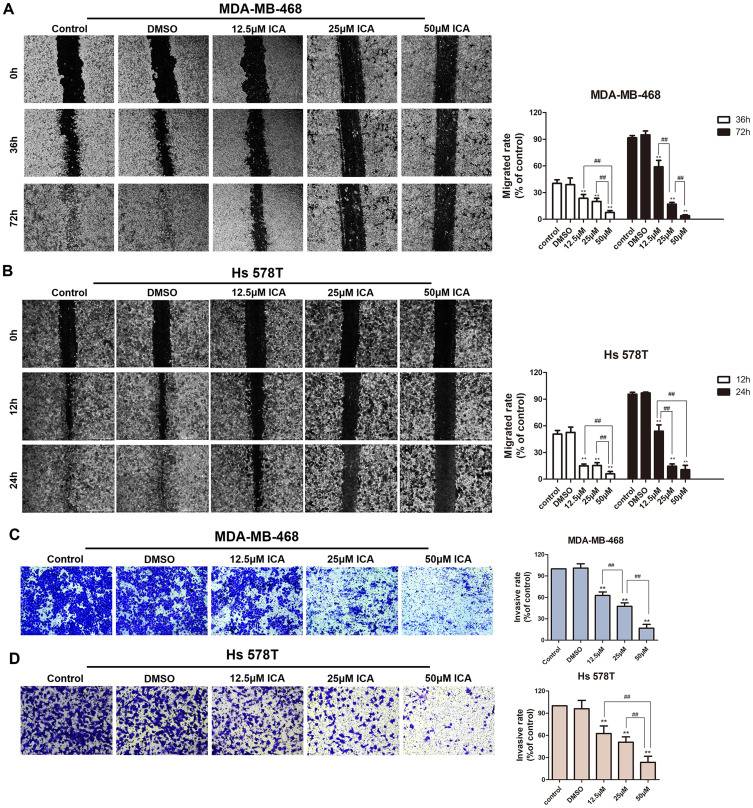 A
MDA-MB-468
Control DMSO 12.5μM ICA 25μM ICA 50μM ICA
0h
36h
72h
MDA-MB-468
36h
72h
Migrated rate
(% of control)
120
90
60
30
0
## ## ## ##
** ** ** ** ** **
control DMSO 12.5μM 25μM 50μM control DMSO 12.5μM 25μM 50μM
B
Hs 578T
Control DMSO 12.5μM ICA 25μM ICA 50μM ICA
0h
12h
24h
Hs 578T
12h
24h
Migrated rate
(% of control)
120
90
60
30
0
## ## ## ##
** ** ** ** ** **
control DMSO 12.5μM 25μM 50μM control DMSO 12.5μM 25μM 50μM
C
MDA-MB-468
Control DMSO 12.5μM ICA 25μM ICA 50μM ICA
MDA-MB-468
Invasive rate
(%of control)
120
90
60
30
0
## ##
** ** **
Control DMSO 12.5μM 25μM 50μM
D
Hs 578T
Control DMSO 12.5μM ICA 25μM ICA 50μM ICA
Hs 578T
Invasive rate
(%of control)
120
90
60
30
0
## ##
** ** **
control DMSO 12.5μM 25μM 50μM